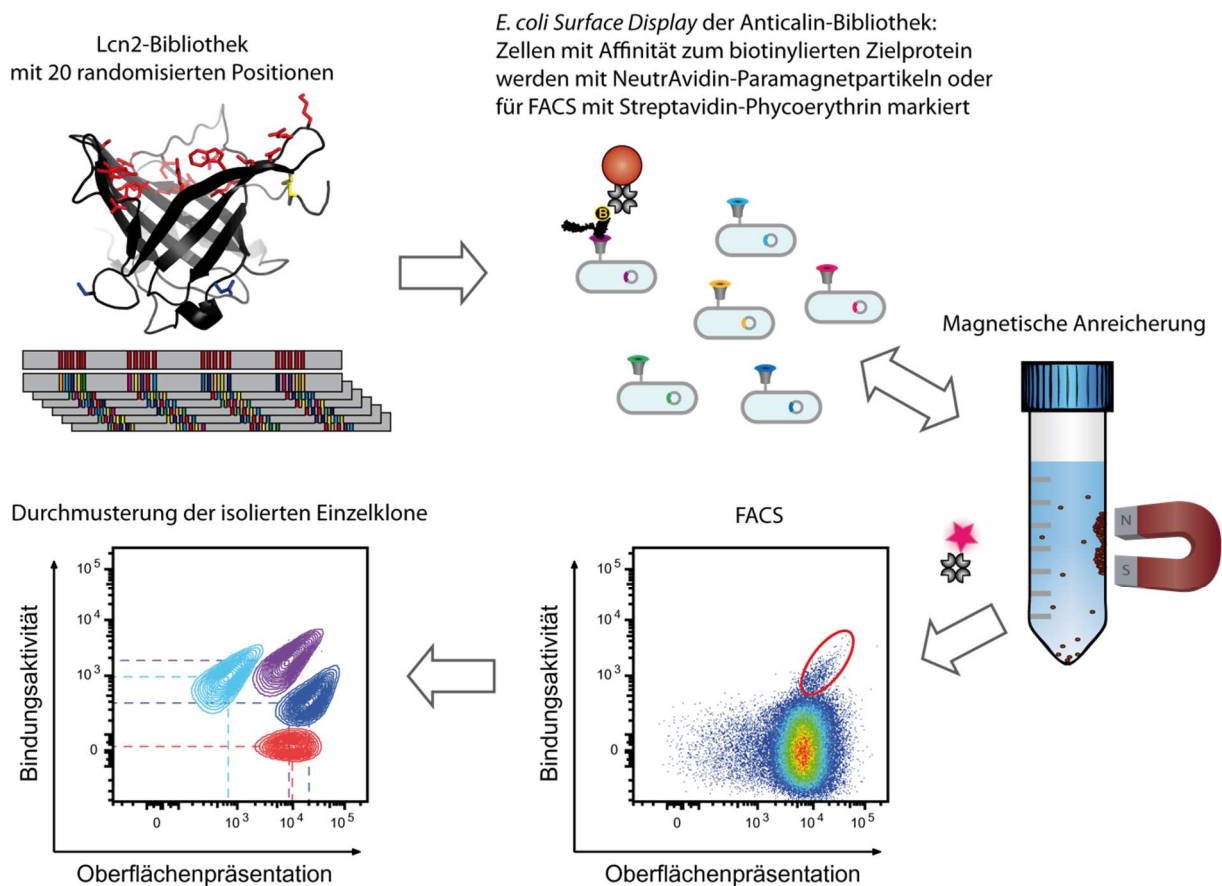 Lcn2-Bibliothek
mit 20 randomisierten Positionen
E. coli Surface Display der Anticalin-Bibliothek:
Zellen mit Affinität zum biotinylierten Zielprotein
werden mit NeutrAvidin-Paramagnetpartikeln oder
für FACS mit Streptavidin-Phycoerythrin markiert
B
Magnetische Anreicherung
N
S
Durchmusterung der isolierten Einzelklone
Bindungsaktivität
10⁵
10⁴
10³
0
0 10³ 10⁴ 10⁵
Oberflächenpräsentation
FACS
Bindungsaktivität
10⁵
10⁴
10³
0
0 10³ 10⁴ 10⁵
Oberflächenpräsentation